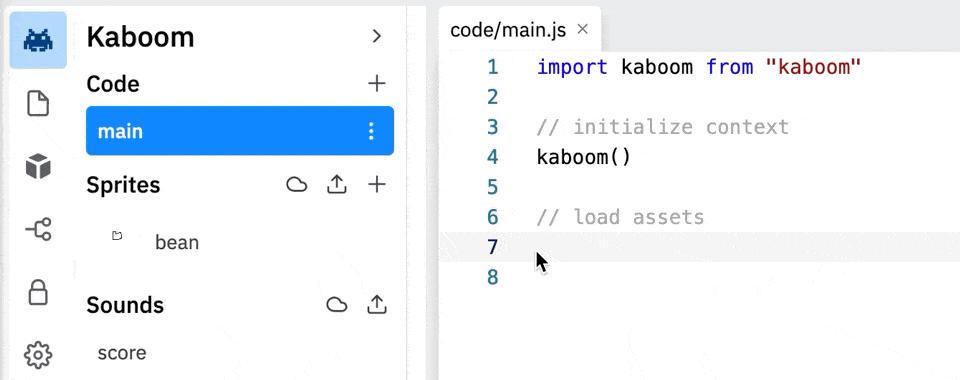 Kaboom
Code
main
Sprites
bean
Sounds
score
code/main.js
1 import kaboom from "kaboom"
2
3 // initialize context
4 kaboom()
5
6 // load assets
7
8